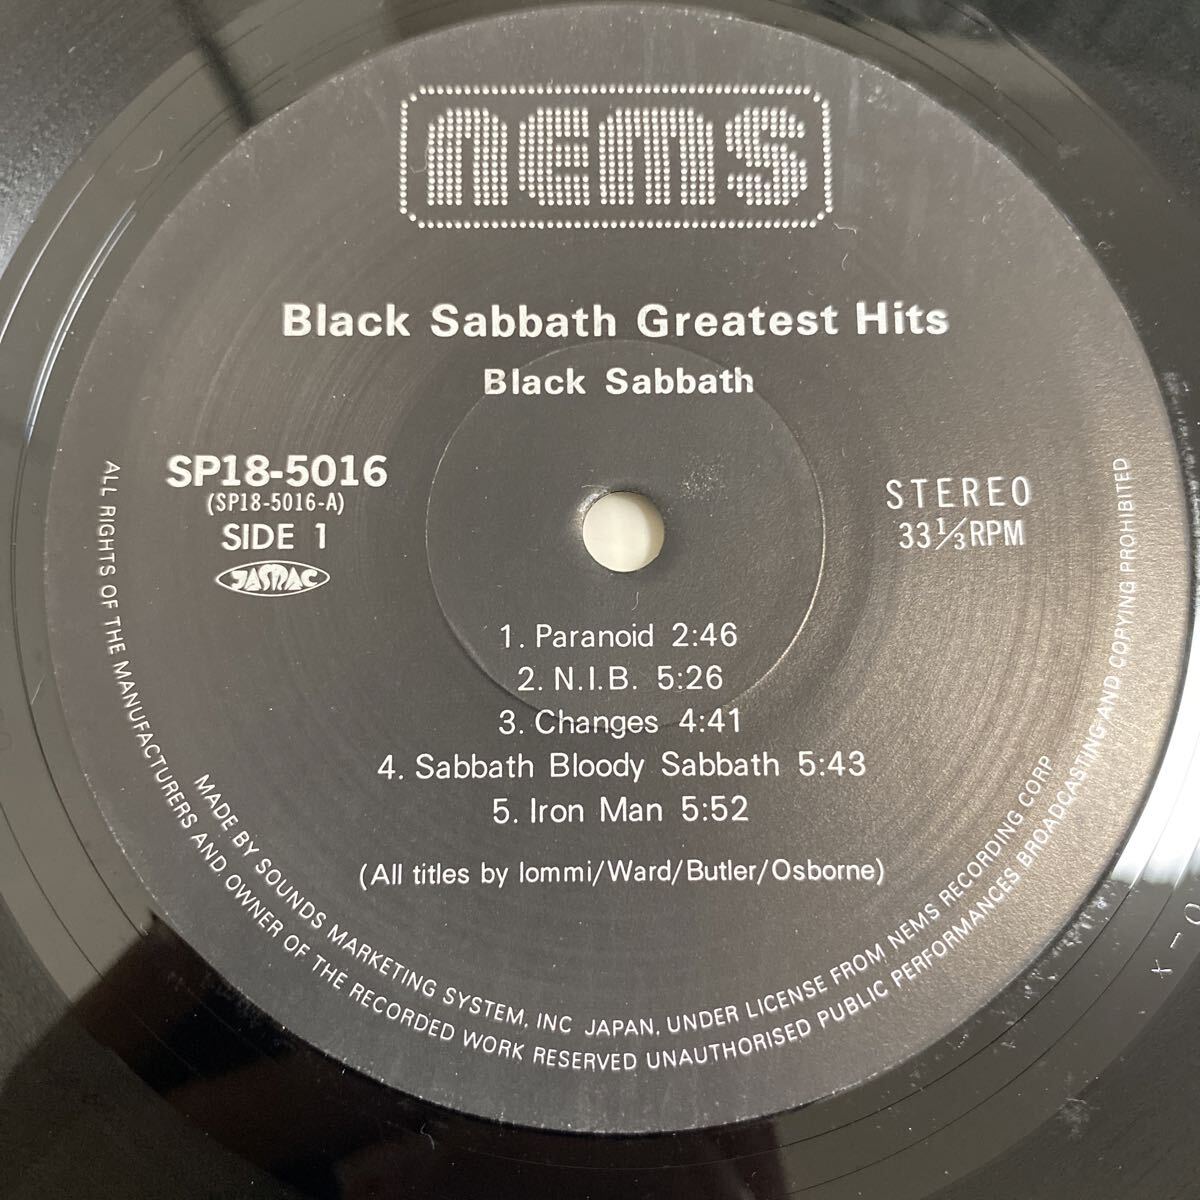 nems
Black Sabbath Greatest Hits
Black Sabbath
SP18-5016
(SP18-5016-A)
SIDE 1
JASRAC
STEREO
33 1/3 RPM
1. Paranoid 2:46
2. N.I.B. 5:26
3. Changes 4:41
4. Sabbath Bloody Sabbath 5:43
5. Iron Man 5:52
(All titles by Iommi/Ward/Butler/Osborne)
MADE BY SOUNDS MARKETING SYSTEM, INC JAPAN, UNDER LICENSE FROM NEMS RECORDING CORP
ALL RIGHTS OF THE MANUFACTURERS AND OWNER OF THE RECORDED WORK RESERVED UNAUTHORISED PUBLIC PERFORMANCES BROADCASTING AND COPYING PROHIBITED